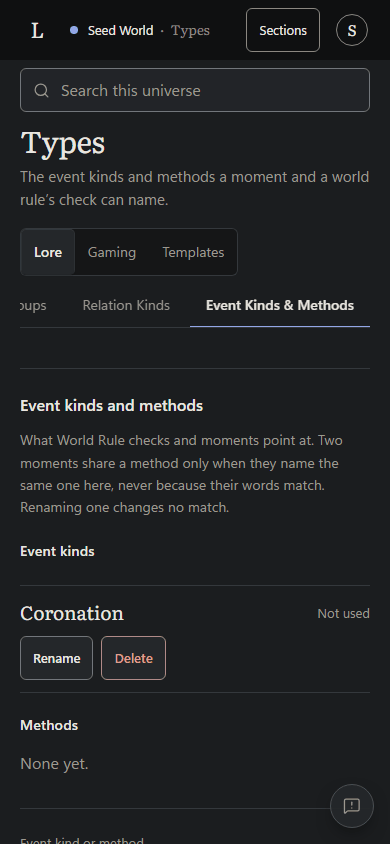 L
Seed World · Types
Sections
S
Search this universe
Types
The event kinds and methods a moment and a world
rule's check can name.
Lore
Gaming
Templates
oups
Relation Kinds
Event Kinds & Methods
Event kinds and methods
What World Rule checks and moments point at. Two
moments share a method only when they name the
same one here, never because their words match.
Renaming one changes no match.
Event kinds
Coronation
Not used
Rename
Delete
Methods
None yet.
Event kind or method